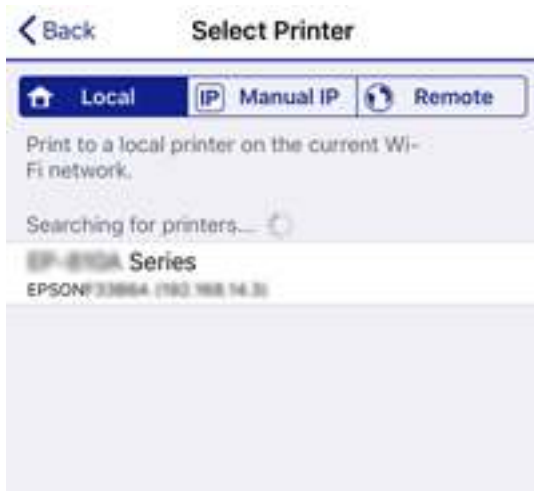 Back Select Printer
Local IP Manual IP Remote
Print to a local printer on the current Wi-
Fi network.
Searching for printers...
Series
EPSON